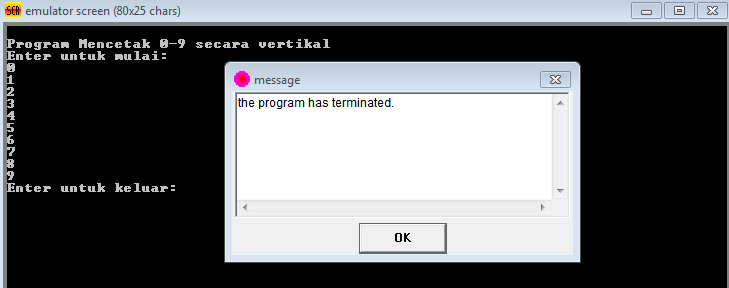 emulator screen (80x25 chars)
Program Mencetak 0-9 secara vertikal
Enter untuk mulai:
0
1
2
3
4
5
6
7
8
9
Enter untuk keluar:
message
the program has terminated.
OK